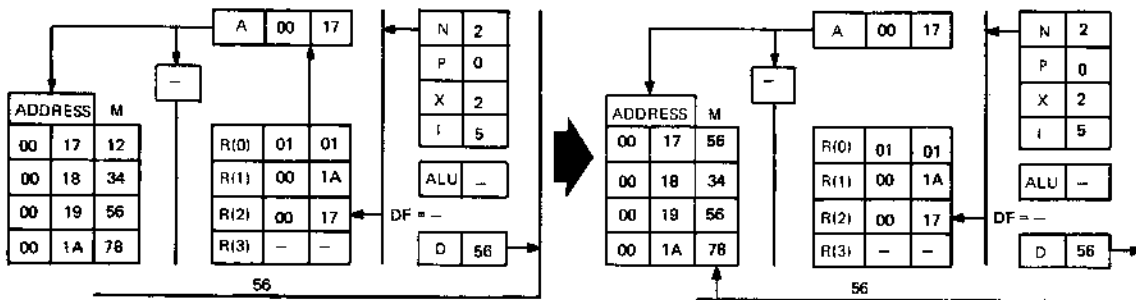 A 00 17
N 2
P 0
X 2
I 5
–
ADDRESS M
00 17 12
00 18 34
00 19 56
00 1A 78
R(0) 01 01
R(1) 00 1A
R(2) 00 17
R(3) – –
ALU –
DF = –
D 56
56
A 00 17
N 2
P 0
X 2
I 5
–
ADDRESS M
00 17 56
00 18 34
00 19 56
00 1A 78
R(0) 01 01
R(1) 00 1A
R(2) 00 17
R(3) – –
ALU –
DF = –
D 56
56